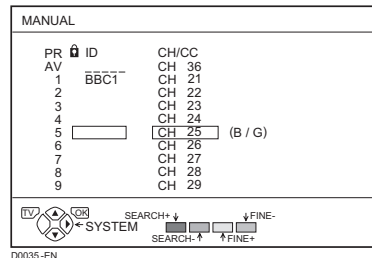 MANUAL
PR ID CH/CC
AV _ _ _ _ _ CH 36
1 BBC1 CH 21
2 CH 22
3 CH 23
4 CH 24
5 CH 25 (B / G)
6 CH 26
7 CH 27
8 CH 28
9 CH 29
TV OK SEARCH+ FINE-
SYSTEM
SEARCH- FINE+
D0035-EN